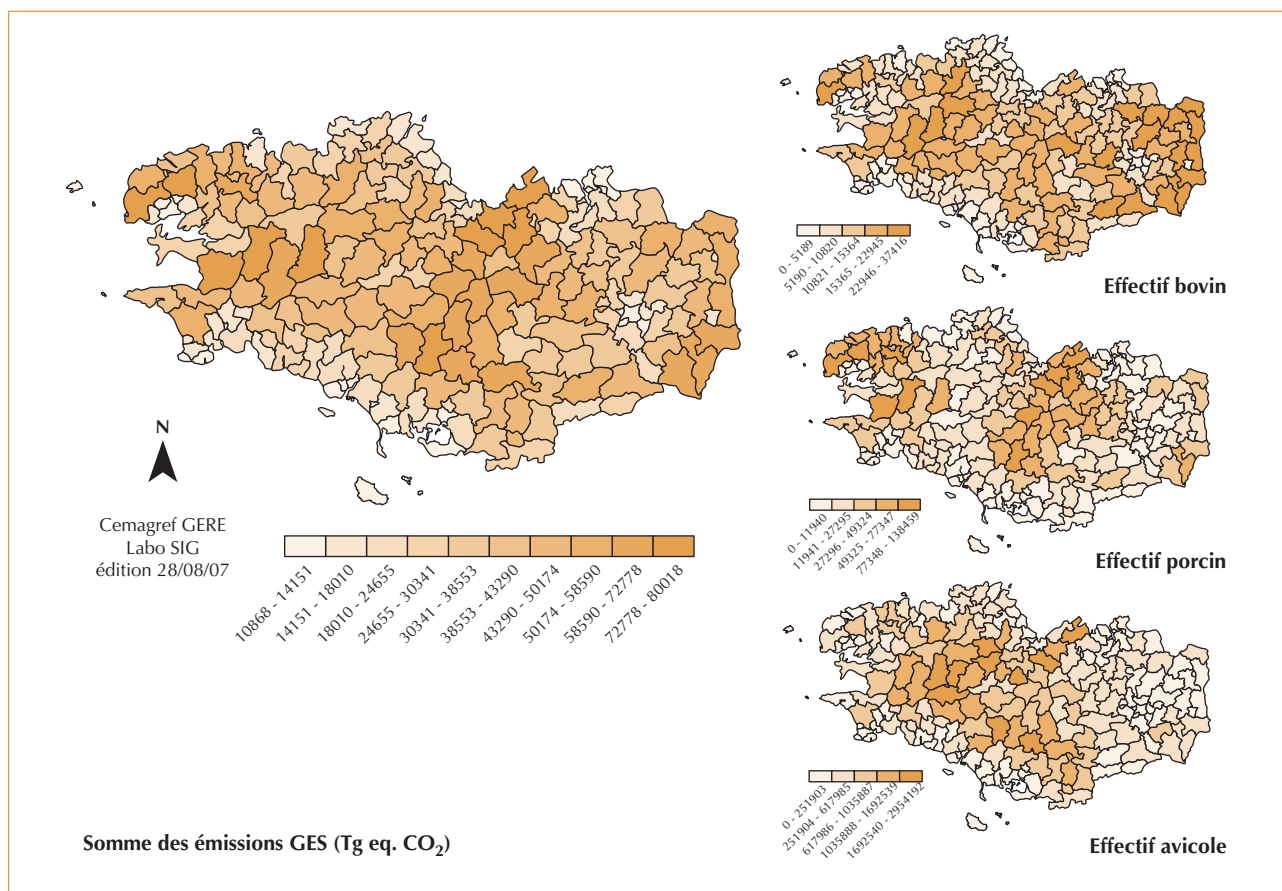 N
Cemagref GERE
Labo SIG
édition 28/08/07
10868 - 14151
14151 - 18010
18010 - 24655
24655 - 30341
30341 - 38553
38553 - 43290
43290 - 50174
50174 - 58590
58590 - 72778
72778 - 80018
Somme des émissions GES (Tg eq. CO₂)
0 - 5189
5190 - 10820
10821 - 15364
15365 - 22945
22946 - 37416
Effectif bovin
0 - 11940
11941 - 27295
27296 - 49324
49325 - 77347
77348 - 138459
Effectif porcin
0 - 251903
251904 - 617985
617986 - 1035887
1035888 - 1692539
1692540 - 2954192
Effectif avicole